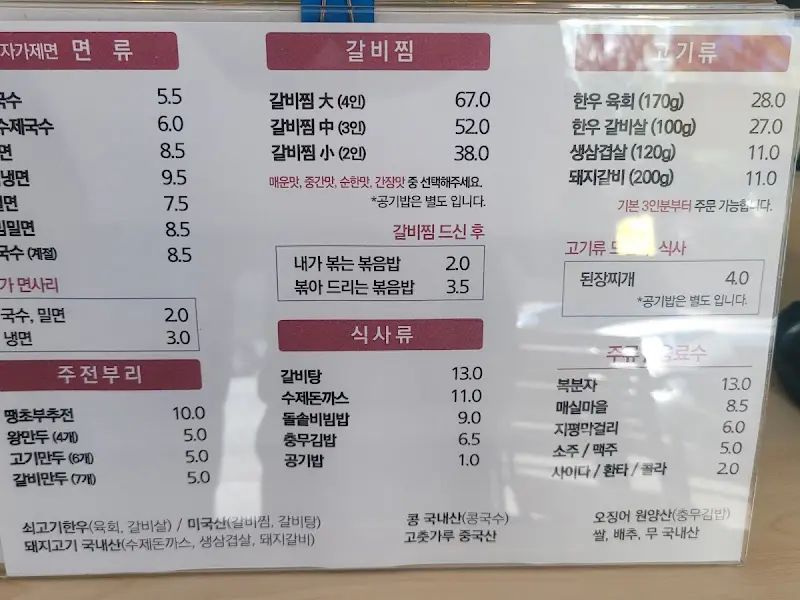 자가제면 면 류
국수 5.5
수제국수 6.0
면 8.5
냉면 9.5
밀면 7.5
빔밀면 8.5
국수 (계절) 8.5
가 면사리
국수, 밀면 2.0
냉면 3.0
주전부리
땡초부추전 10.0
왕만두 (4개) 5.0
고기만두 (6개) 5.0
갈비만두 (7개) 5.0
갈비찜
갈비찜 大 (4인) 67.0
갈비찜 中 (3인) 52.0
갈비찜 小 (2인) 38.0
매운맛, 중간맛, 순한맛, 간장맛 중 선택해주세요.
*공기밥은 별도 입니다.
갈비찜 드신 후
내가 볶는 볶음밥 2.0
볶아 드리는 볶음밥 3.5
식사류
갈비탕 13.0
수제돈까스 11.0
돌솥비빔밥 9.0
충무김밥 6.5
공기밥 1.0
고기류
한우 육회 (170g) 28.0
한우 갈비살 (100g) 27.0
생삼겹살 (120g) 11.0
돼지갈비 (200g) 11.0
기본 3인분부터 주문 가능합니다.
고기류 식사
된장찌개 4.0
*공기밥은 별도 입니다.
주류 음료수
복분자 13.0
매실마을 8.5
지평막걸리 6.0
소주 / 맥주 5.0
사이다 / 환타 / 콜라 2.0
쇠고기한우(육회, 갈비살) / 미국산(갈비찜, 갈비탕)
돼지고기 국내산(수제돈까스, 생삼겹살, 돼지갈비)
콩 국내산(콩국수)
고춧가루 중국산
오징어 원양산(충무김밥)
쌀, 배추, 무 국내산